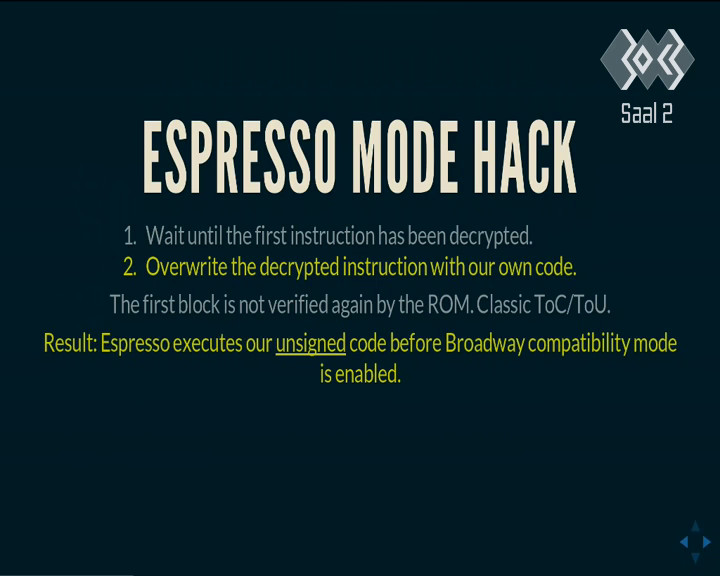 Saal 2
ESPRESSO MODE HACK
1. Wait until the first instruction has been decrypted.
2. Overwrite the decrypted instruction with our own code.
The first block is not verified again by the ROM. Classic ToC/ToU.
Result: Espresso executes our unsigned code before Broadway compatibility mode
is enabled.